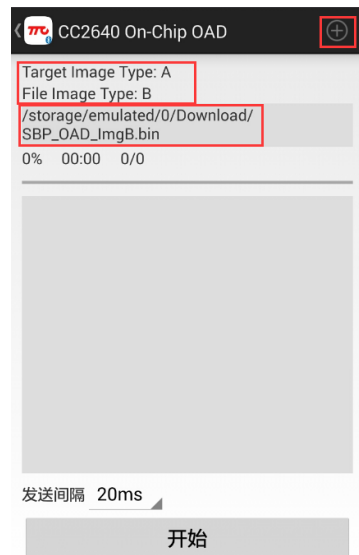 CC2640 On-Chip OAD
Target Image Type: A
File Image Type: B
/storage/emulated/0/Download/
SBP_OAD_ImgB.bin
0% 00:00 0/0
发送间隔 20ms
开始